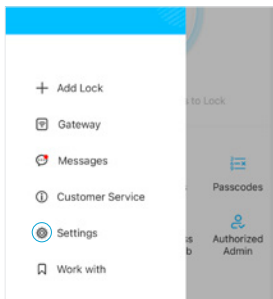 Add Lock
Gateway
to Lock
Messages
Passcodes
Customer Service
Settings
Authorized
Admin
Work with